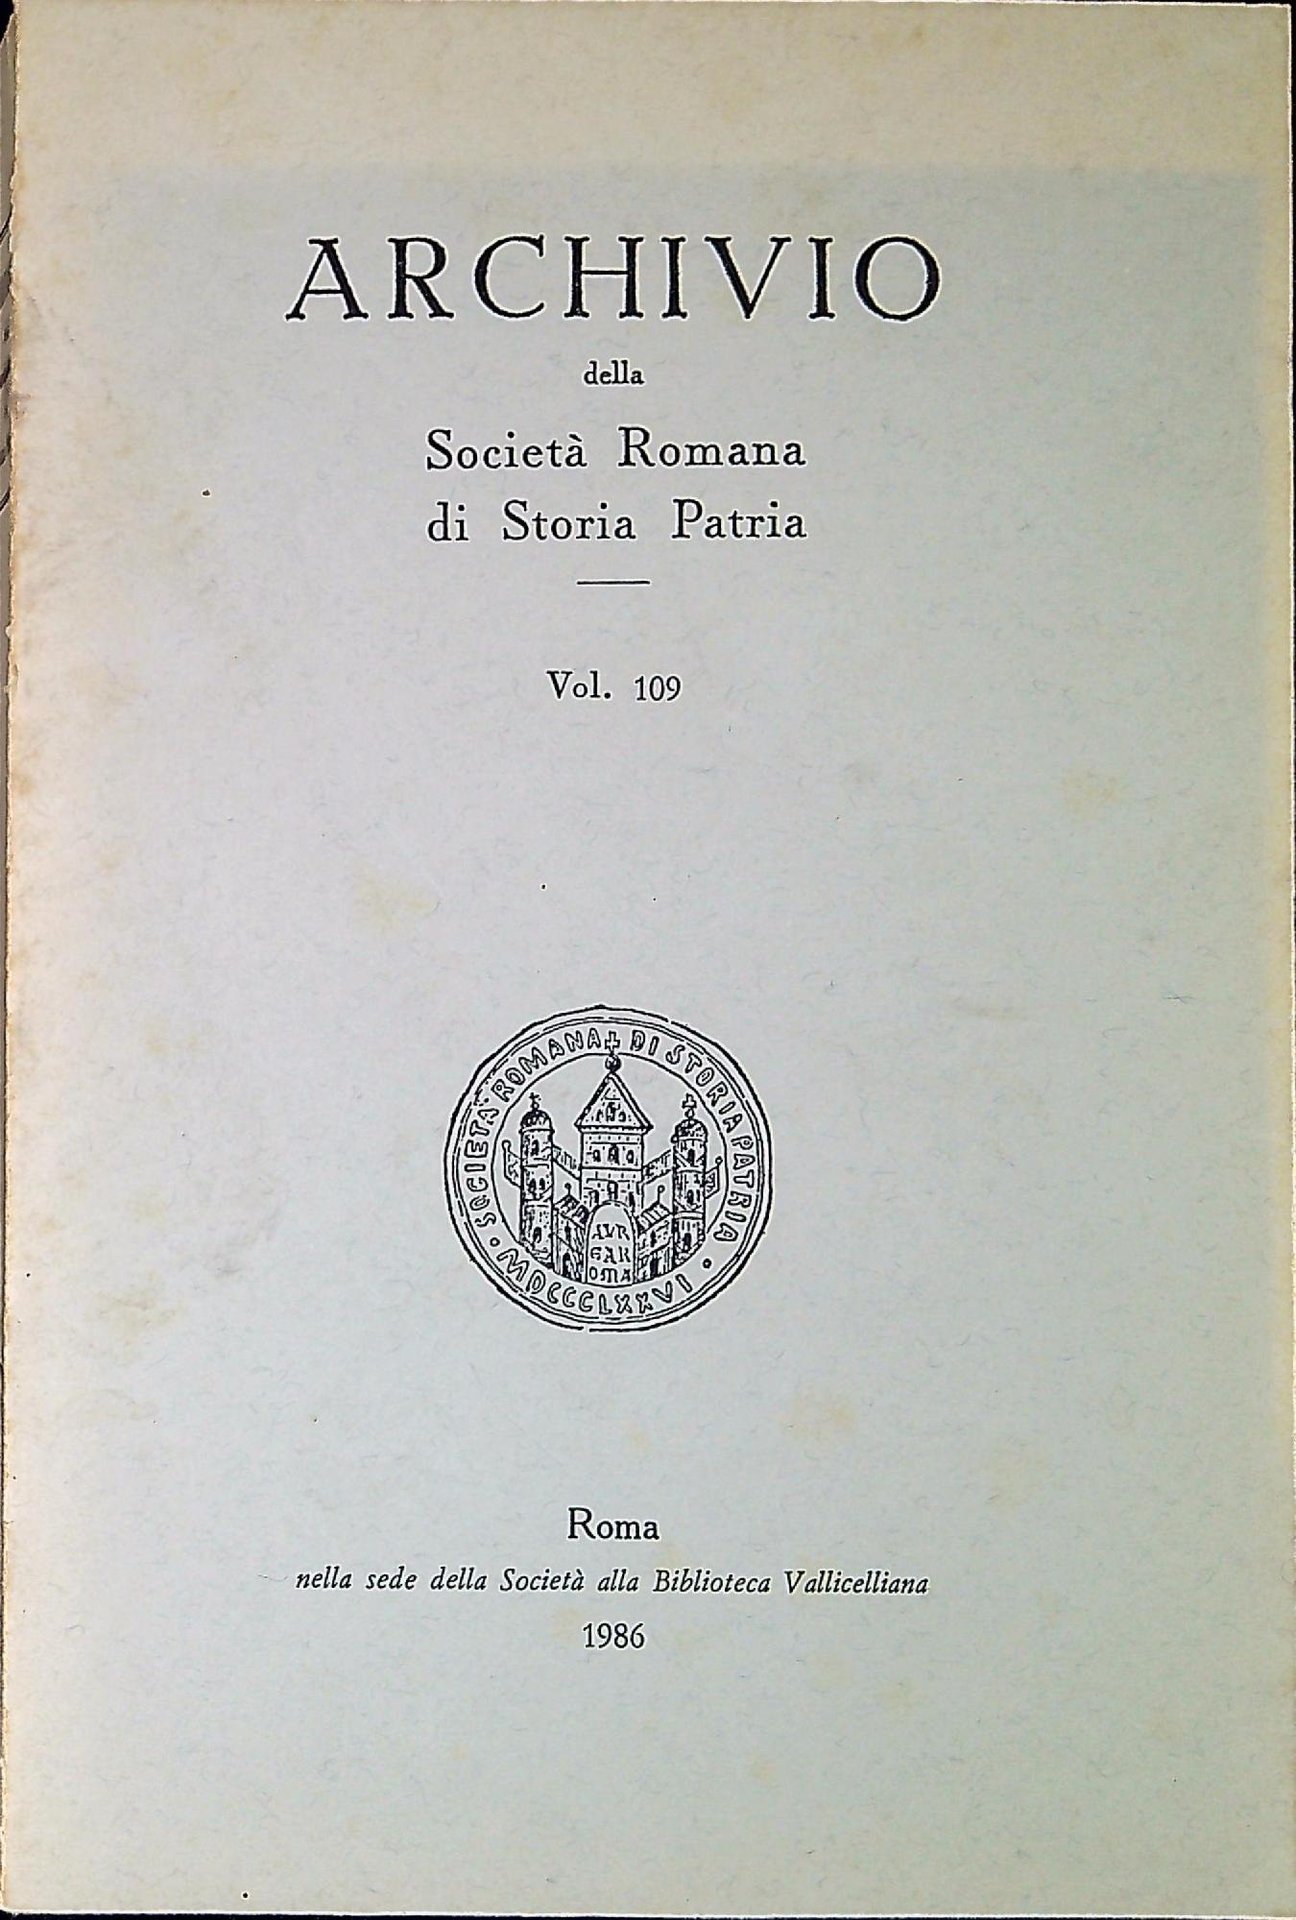 ARCHIVIO
della
Società Romana
di Storia Patria
Vol. 109
· SOCIETA · ROMANA DI STORIA PATRIA ·
MDCCCLXXVI
AVR
GAR
OMA
Roma
nella sede della Società alla Biblioteca Vallicelliana
1986